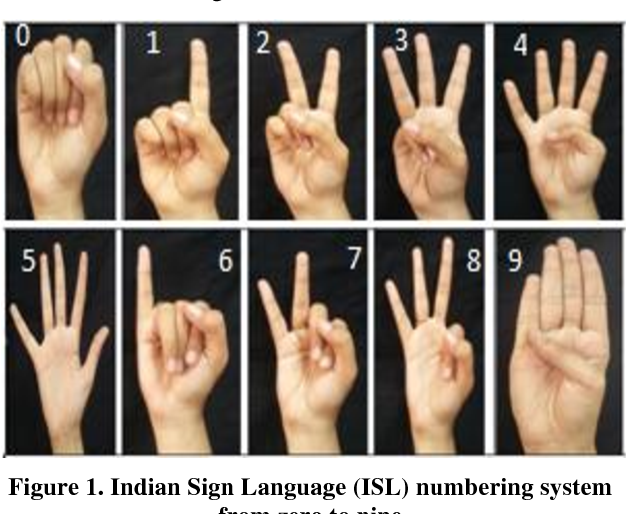 0 1 2 3 4
5 6 7 8 9
Figure 1. Indian Sign Language (ISL) numbering system
from zero to nine